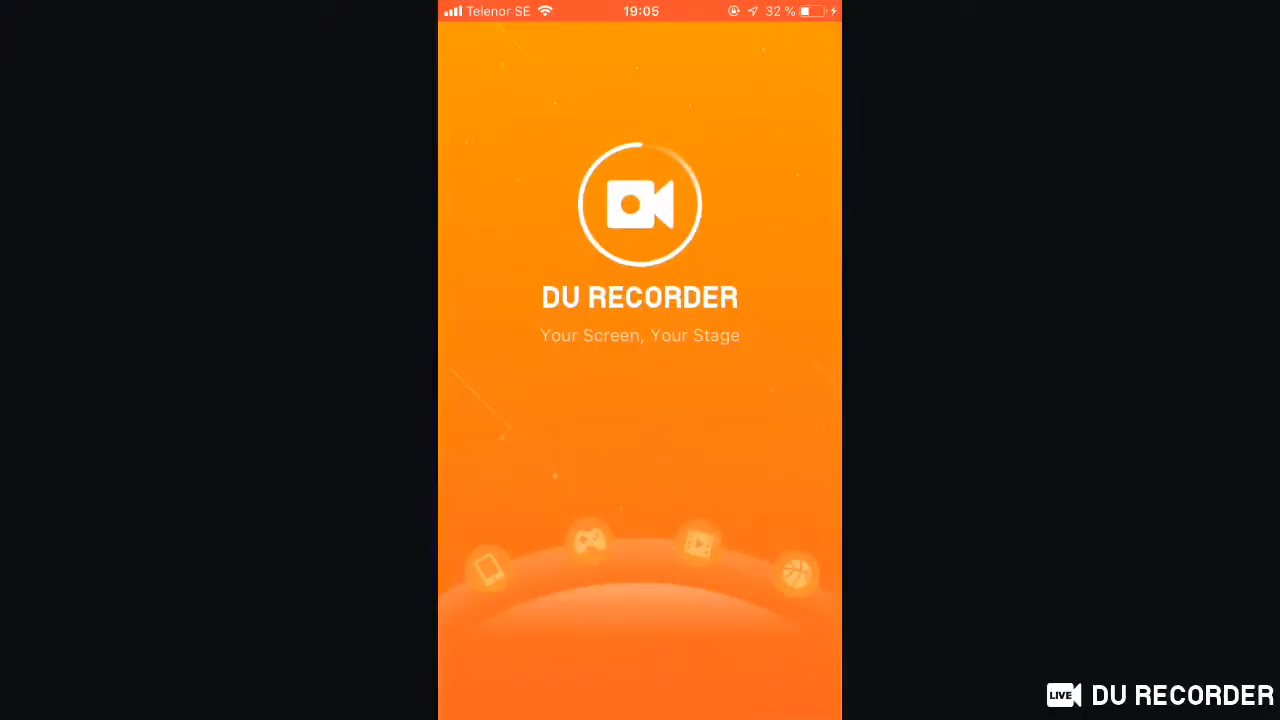 Telenor SE
19:05
32 %
DU RECORDER
Your Screen, Your Stage
LIVE DU RECORDER